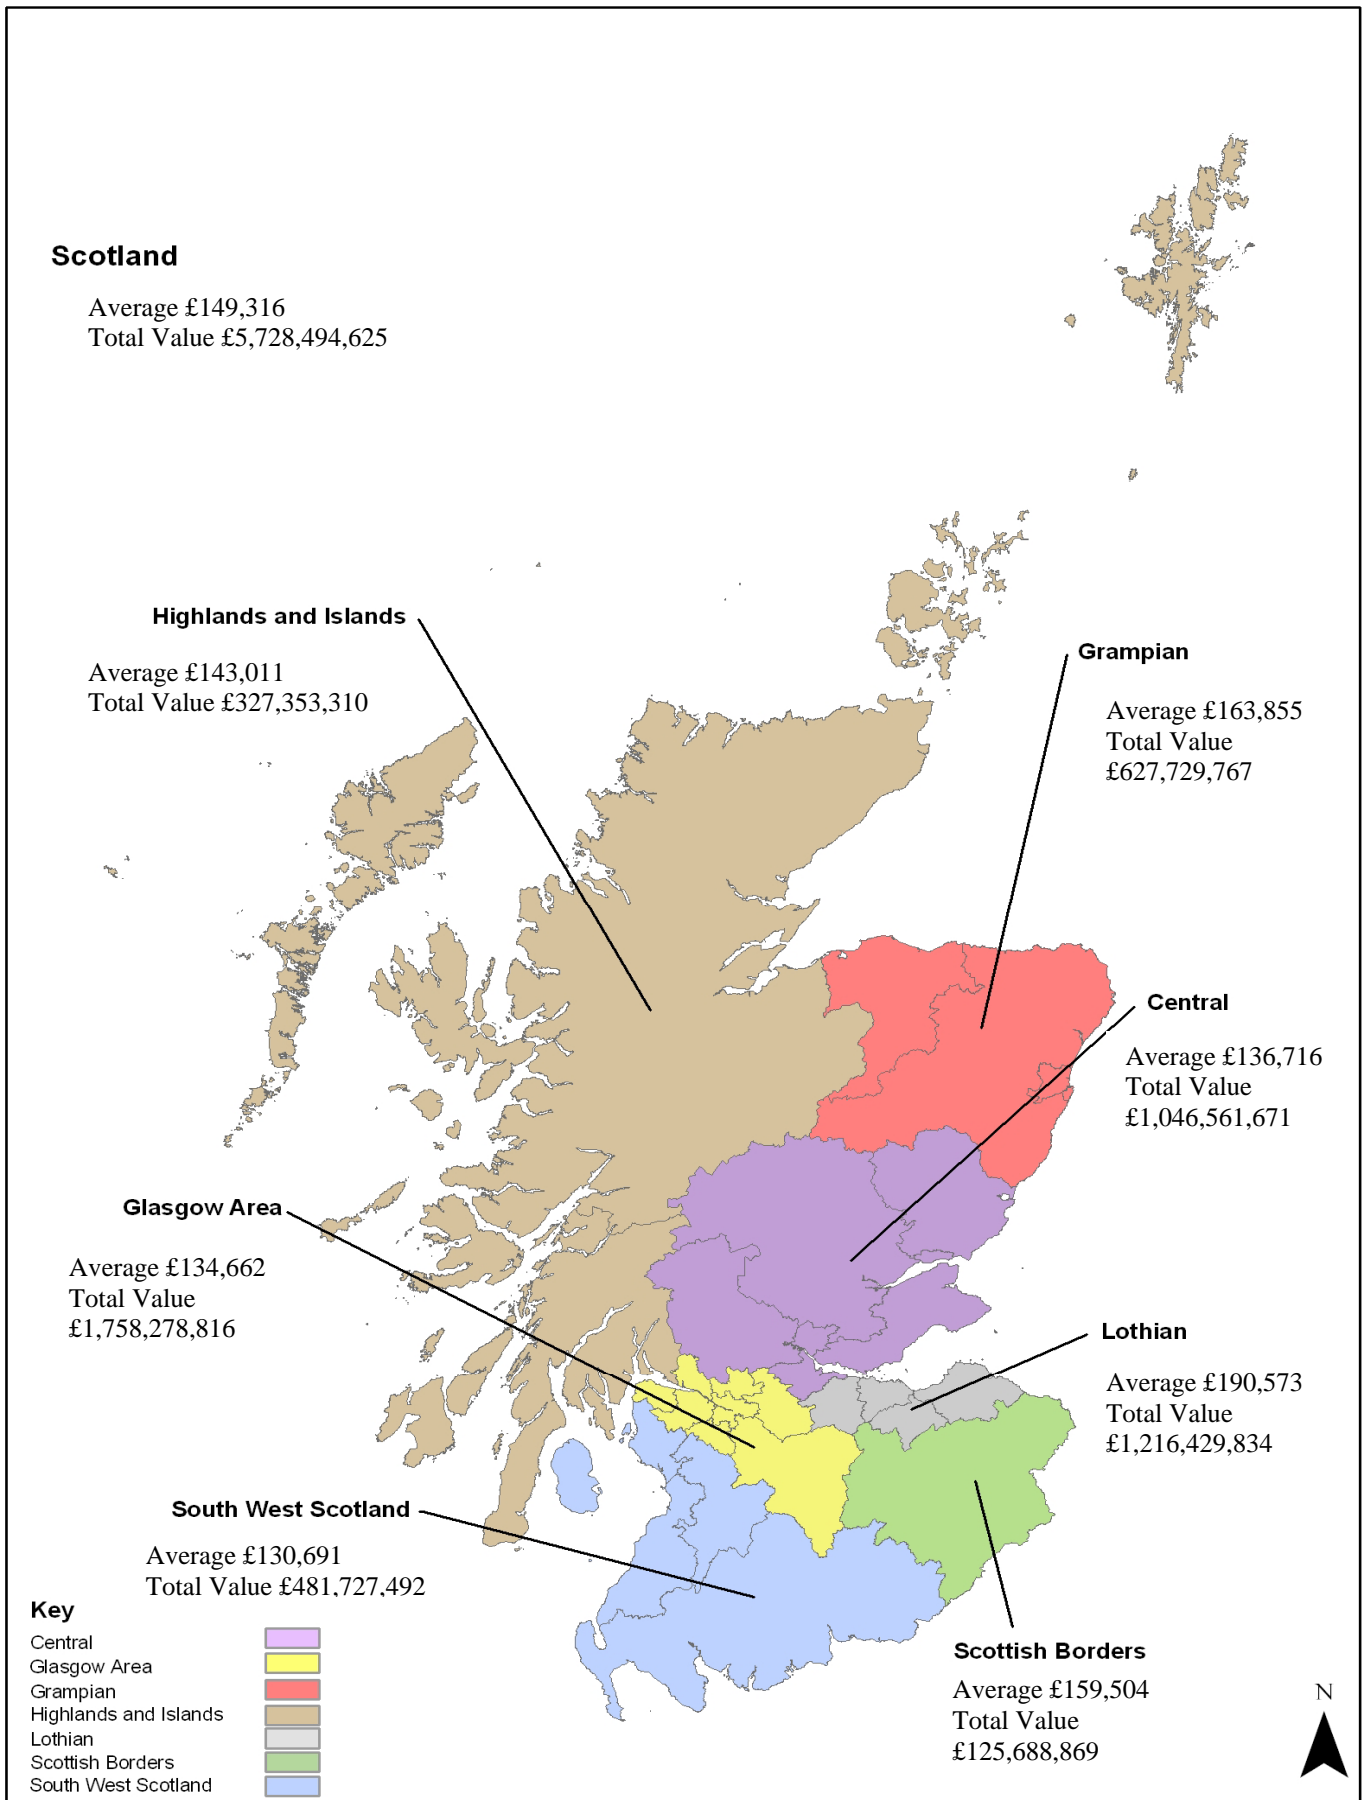 Scotland
Average £149,316
Total Value £5,728,494,625
Highlands and Islands
Average £143,011
Total Value £327,353,310
Grampian
Average £163,855
Total Value
£627,729,767
Central
Average £136,716
Total Value
£1,046,561,671
Glasgow Area
Average £134,662
Total Value
£1,758,278,816
Lothian
Average £190,573
Total Value
£1,216,429,834
South West Scotland
Average £130,691
Total Value £481,727,492
Scottish Borders
Average £159,504
Total Value
£125,688,869
Key
Central
Glasgow Area
Grampian
Highlands and Islands
Lothian
Scottish Borders
South West Scotland
N